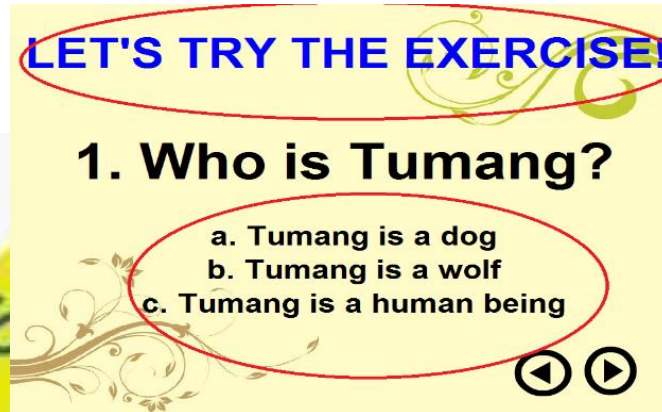 LET'S TRY THE EXERCISE!
1. Who is Tumang?
a. Tumang is a dog
b. Tumang is a wolf
c. Tumang is a human being